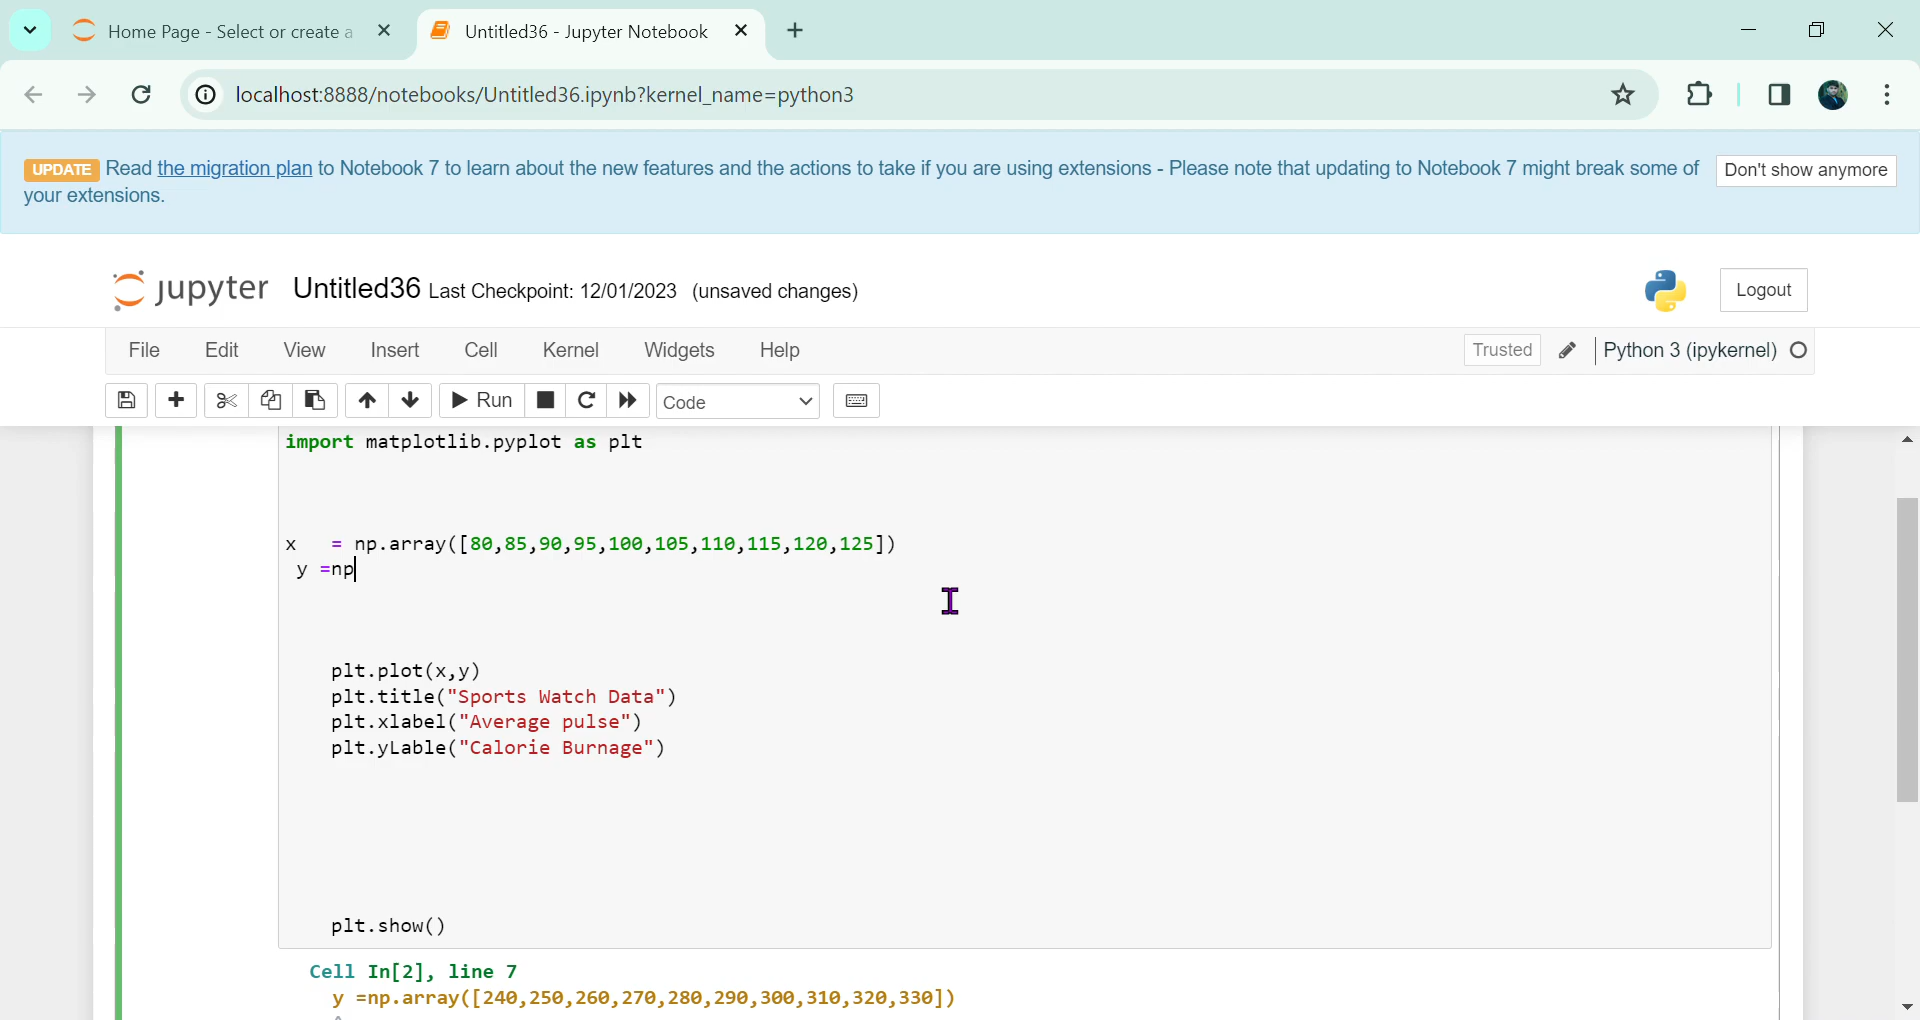 Home Page - Select or create a
Untitled36 - Jupyter Notebook
localhost:8888/notebooks/Untitled36.ipynb?kernel_name=python3
UPDATE Read the migration plan to Notebook 7 to learn about the new features and the actions to take if you are using extensions - Please note that updating to Notebook 7 might break some of
your extensions.
Don't show anymore
jupyter Untitled36 Last Checkpoint: 12/01/2023 (unsaved changes)
Logout
File Edit View Insert Cell Kernel Widgets Help
Trusted
Python 3 (ipykernel)
Run
Code
import matplotlib.pyplot as plt
x   = np.array([80,85,90,95,100,105,110,115,120,125])
 y =np
    plt.plot(x,y)
    plt.title("Sports Watch Data")
    plt.xlabel("Average pulse")
    plt.yLable("Calorie Burnage")
    plt.show()
Cell In[2], line 7
y =np.array([240,250,260,270,280,290,300,310,320,330])